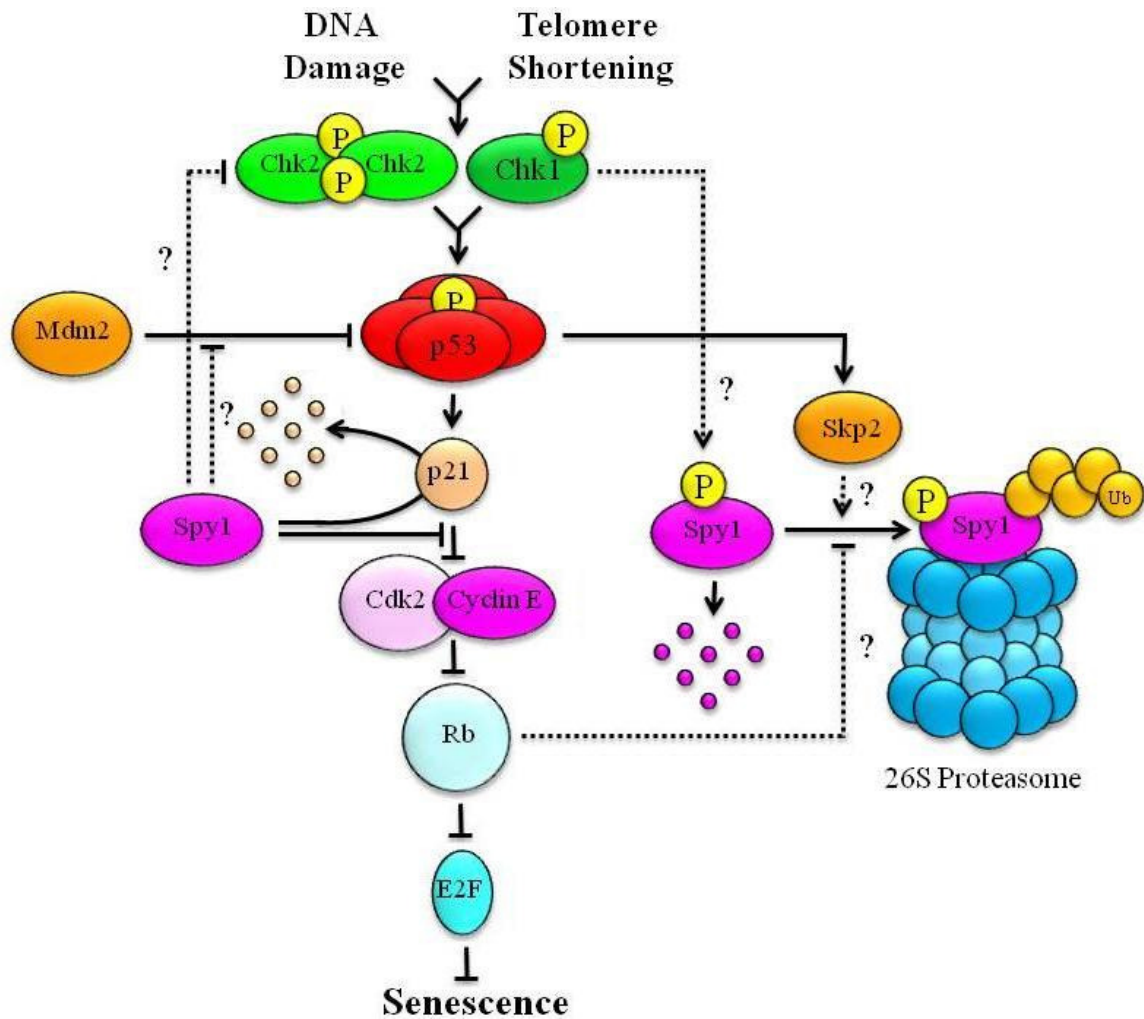 DNA
Damage
Telomere
Shortening
P
P
P
Chk2
Chk2
Chk1
?
P
p53
Mdm2
?
?
Skp2
p21
P
?
P
Ub
Spy1
Spy1
Spy1
Cdk2
Cyclin E
?
Rb
26S Proteasome
E2F
Senescence